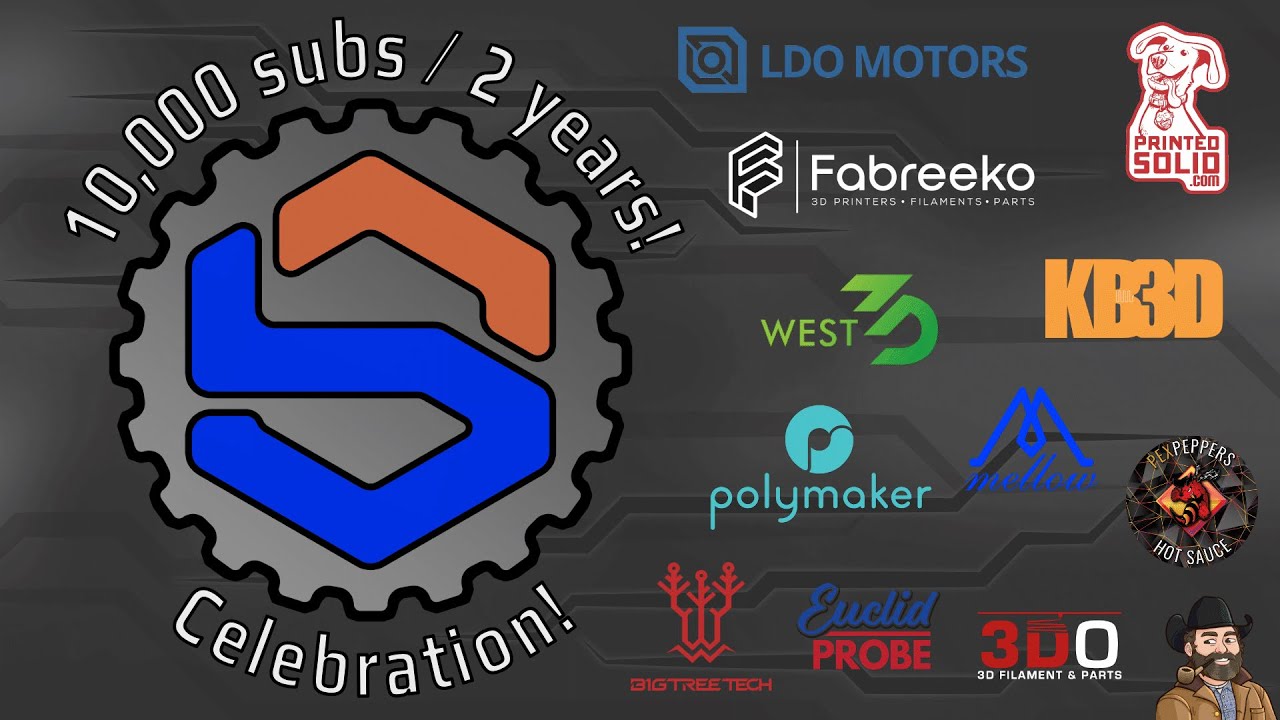 10,000 subs / 2 years!
Celebration!
LDO MOTORS
PRINTED
SOLID
.COM
Fabreeko
3D PRINTERS • FILAMENTS • PARTS
WEST 3D
KB3D
polymaker
mellow
PEXPEPPERS
HOT SAUCE
B1GTREETECH
Euclid
PROBE
3DO
3D FILAMENT & PARTS